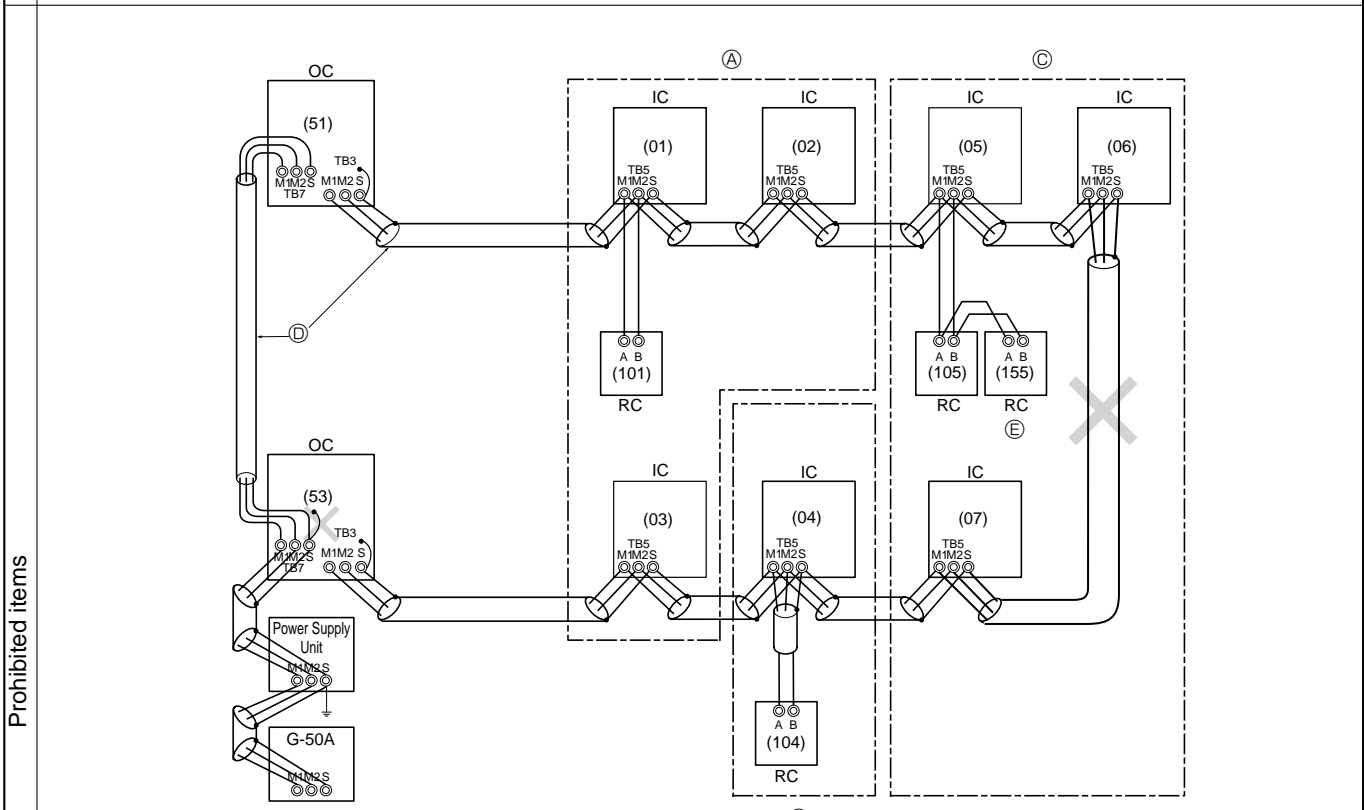 Prohibited items
Ⓐ
Ⓒ
OC
(51)
TB3
M1M2S
TB7
M1M2 S
IC
(01)
TB5
M1M2S
IC
(02)
TB5
M1M2S
IC
(05)
TB5
M1M2S
IC
(06)
TB5
M1M2S
Ⓓ
A B
(101)
RC
A B
(105)
RC
A B
(155)
RC
Ⓔ
OC
(53)
TB3
M1M2S
TB7
M1M2 S
IC
(03)
TB5
M1M2S
IC
(04)
TB5
M1M2S
IC
(07)
TB5
M1M2S
Power Supply
Unit
M1M2S
G-50A
M1M2S
A B
(104)
RC